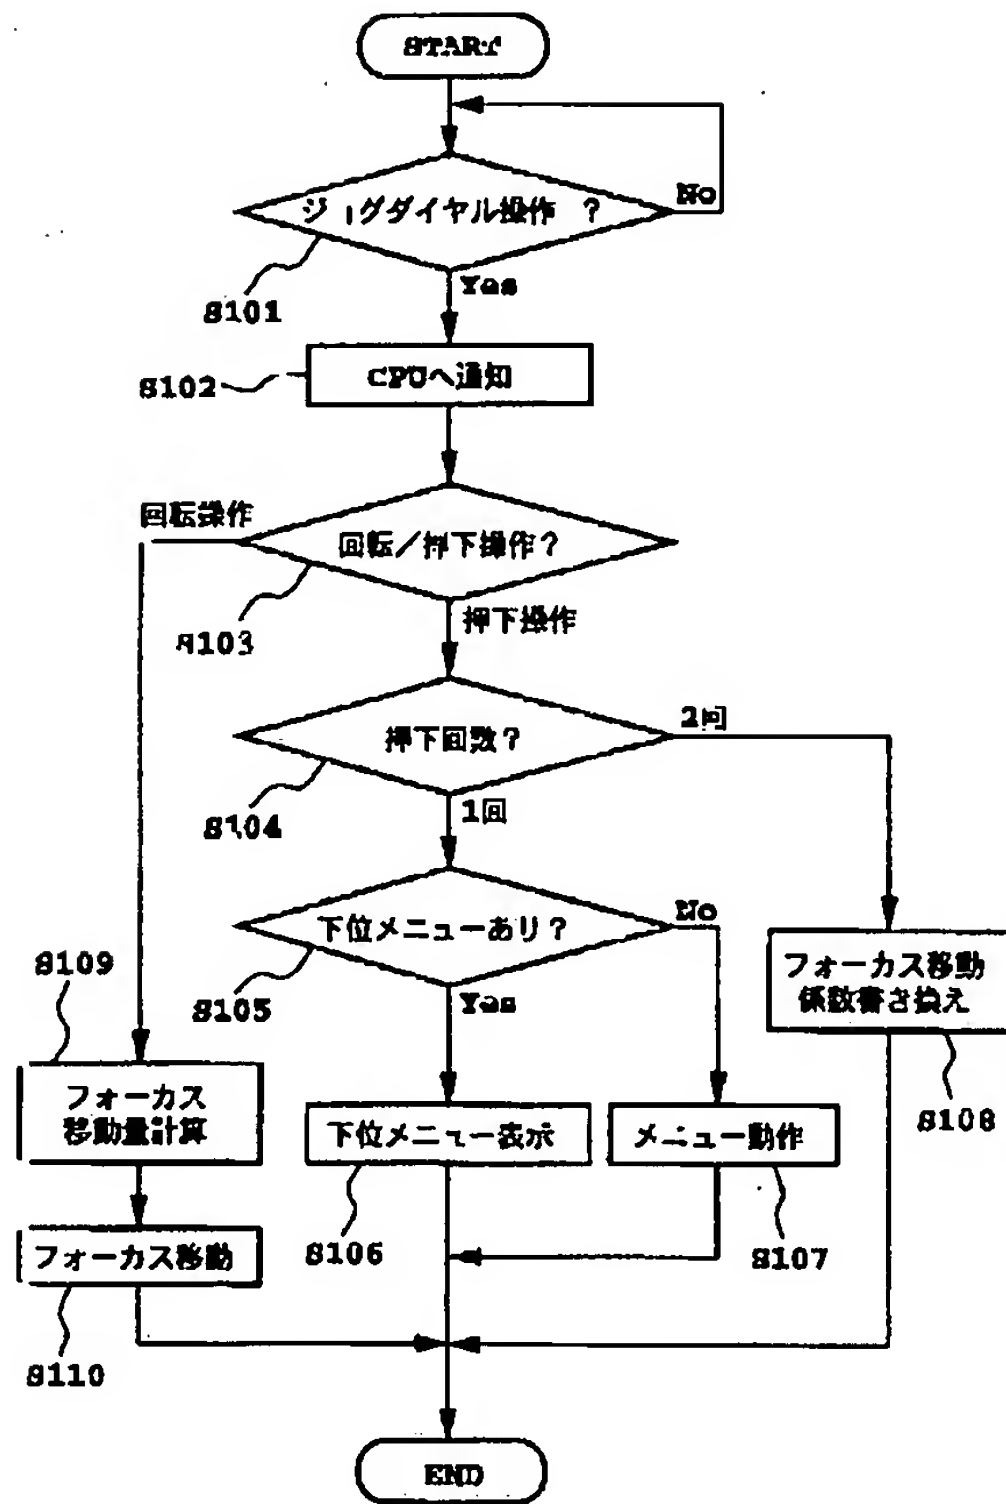 START
ジョグダイヤル操作 ?
No
Yes
S101
CPUへ通知
S102
回転操作
回転/押下操作?
S103
押下操作
押下回数?
2回
S104
1回
下位メニューあり?
No
S105
Yes
フォーカス移動
係数書き換え
S108
S109
フォーカス
移動量計算
下位メニュー表示
メニュー動作
S106
S107
フォーカス移動
S110
END